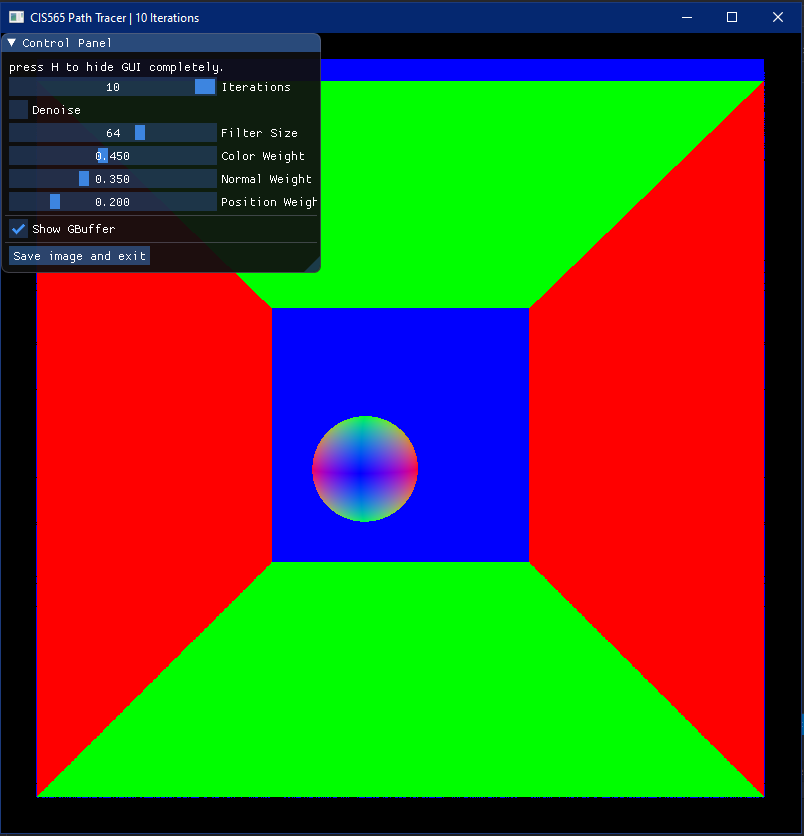 CIS565 Path Tracer | 10 Iterations
Control Panel
press H to hide GUI completely.
10 Iterations
Denoise
64 Filter Size
0.450 Color Weight
0.350 Normal Weight
0.200 Position Weigh
Show GBuffer
Save image and exit